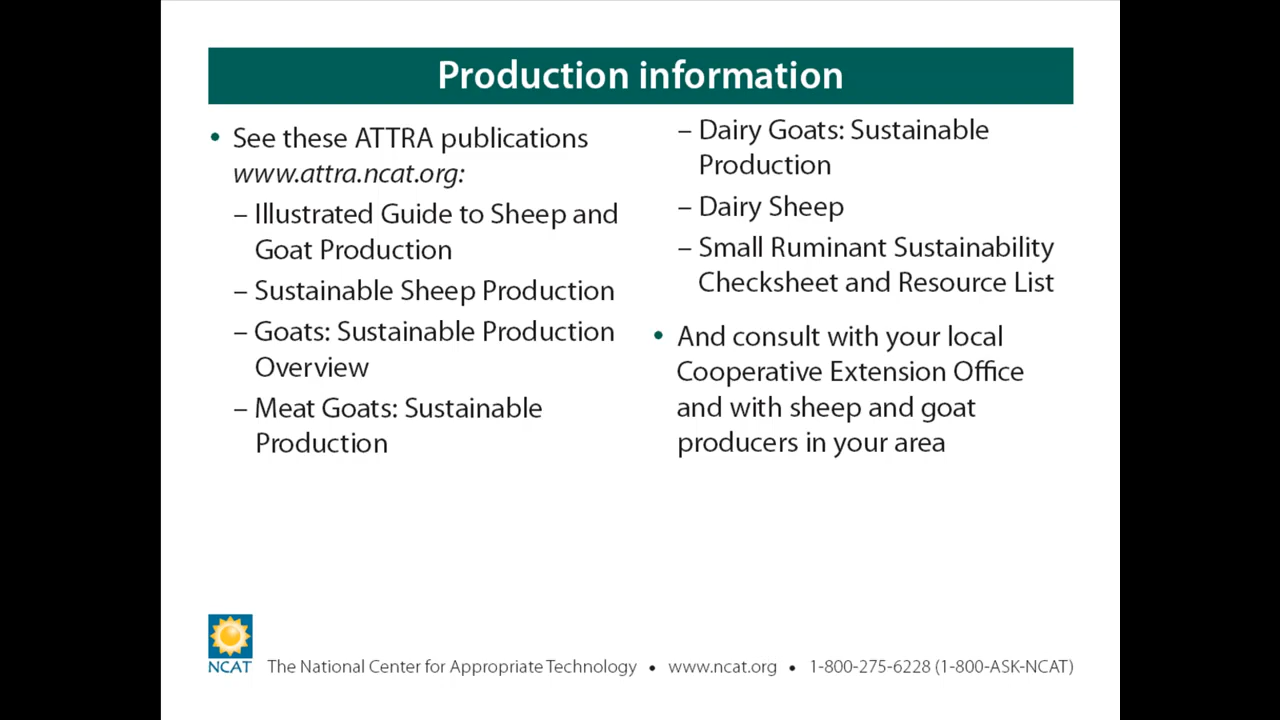 Production information
• See these ATTRA publications
www.attra.ncat.org:
– Illustrated Guide to Sheep and
Goat Production
– Sustainable Sheep Production
– Goats: Sustainable Production
Overview
– Meat Goats: Sustainable
Production
– Dairy Goats: Sustainable
Production
– Dairy Sheep
– Small Ruminant Sustainability
Checksheet and Resource List
• And consult with your local
Cooperative Extension Office
and with sheep and goat
producers in your area
NCAT
The National Center for Appropriate Technology • www.ncat.org • 1-800-275-6228 (1-800-ASK-NCAT)